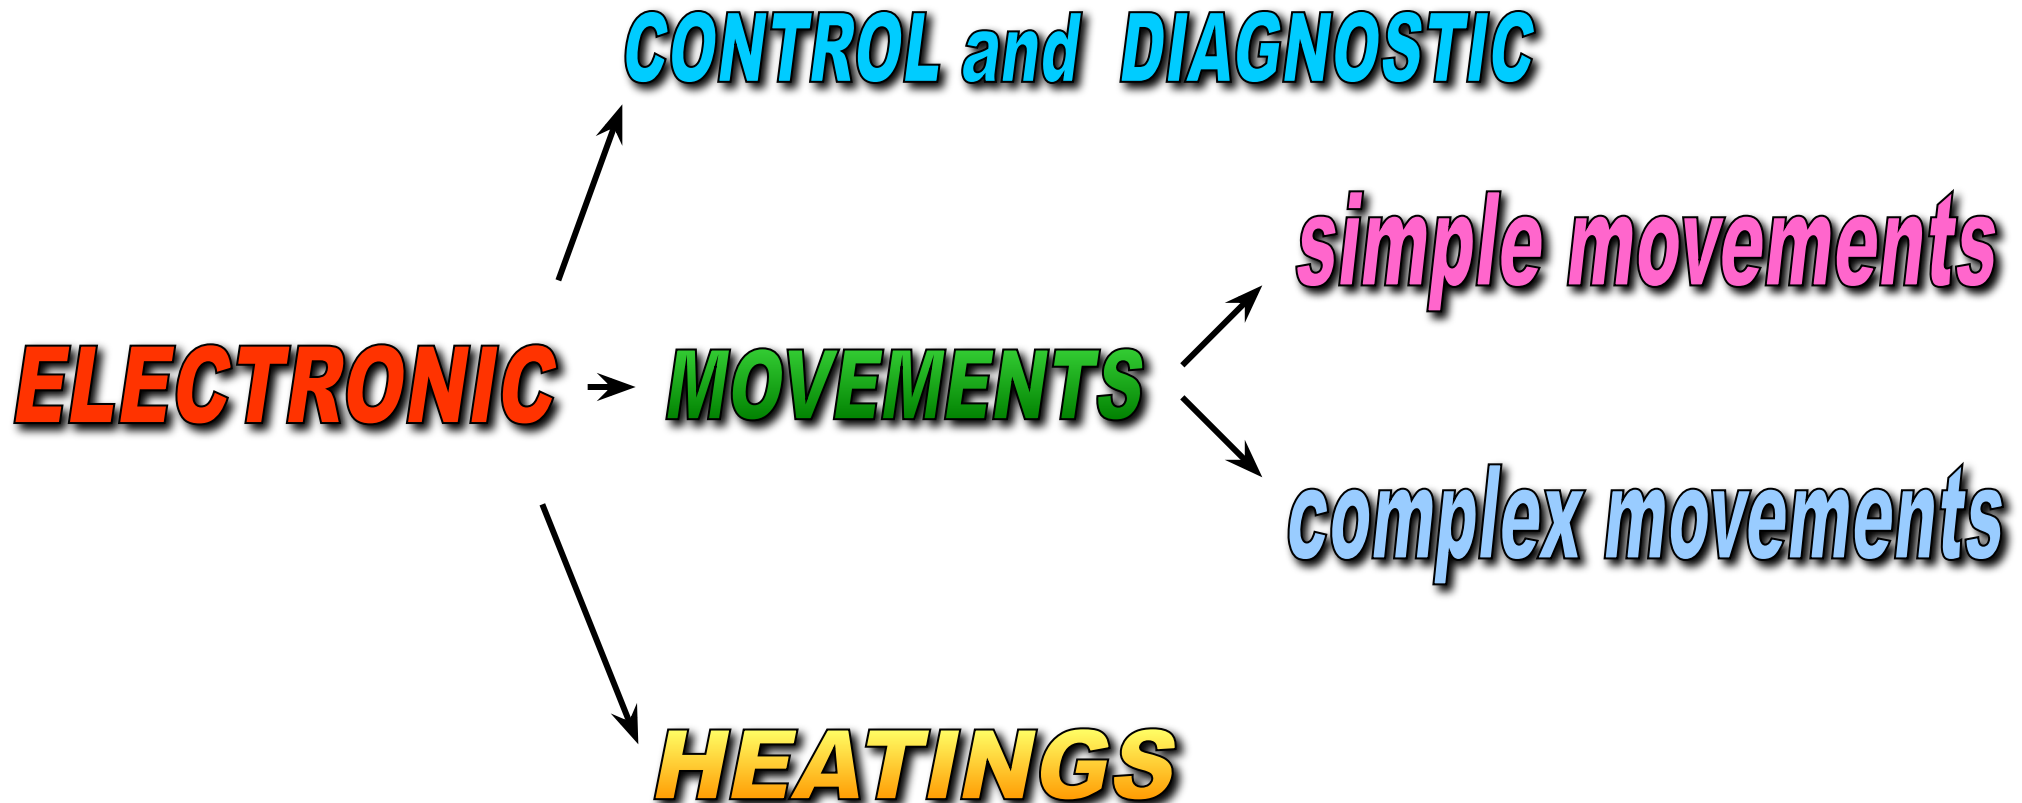 CONTROL and DIAGNOSTIC
simple movements
ELECTRONIC
MOVEMENTS
complex movements
HEATINGS